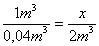 1m³/0,04m³ = x/2m³